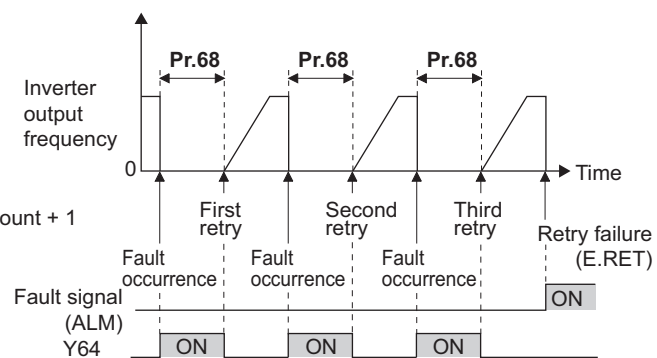 Pr.68 Pr.68 Pr.68
Inverter
output
frequency
0
Time
ount + 1
First
retry
Second
retry
Third
retry
Retry failure
(E.RET)
Fault
occurrence
Fault
occurrence
Fault
occurrence
Fault signal
(ALM)
ON
Y64
ON ON ON